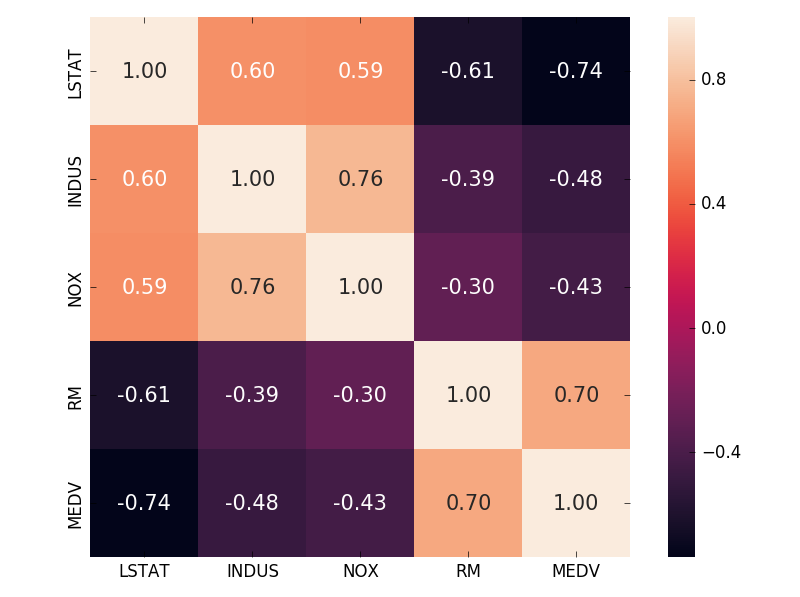 LSTAT 1.00 0.60 0.59 -0.61 -0.74
INDUS 0.60 1.00 0.76 -0.39 -0.48
NOX 0.59 0.76 1.00 -0.30 -0.43
RM -0.61 -0.39 -0.30 1.00 0.70
MEDV -0.74 -0.48 -0.43 0.70 1.00
LSTAT INDUS NOX RM MEDV
0.8
0.4
0.0
−0.4